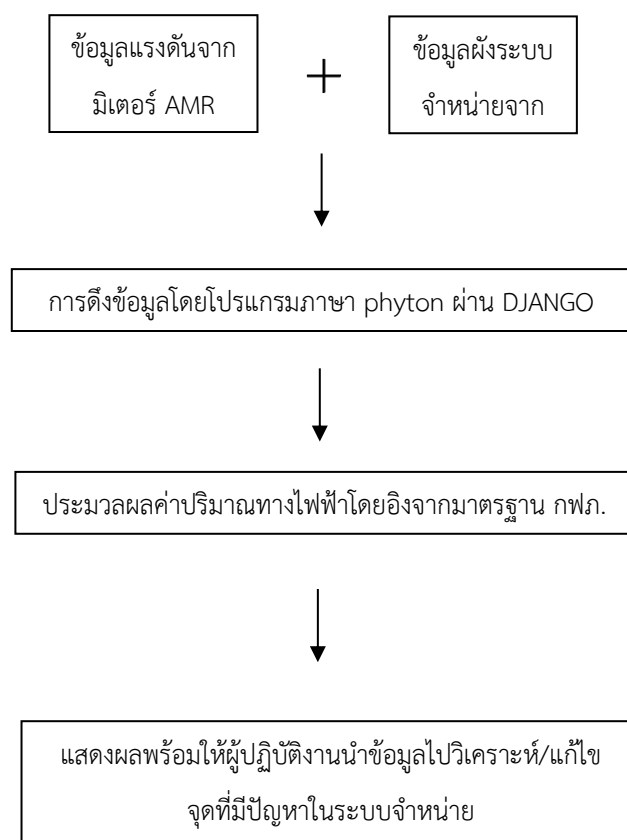 ข้อมูลแรงดันจาก
มิเตอร์ AMR
+
ข้อมูลผังระบบ
จำหน่ายจาก
การดึงข้อมูลโดยโปรแกรมภาษา phyton ผ่าน DJANGO
ประมวลผลค่าปริมาณทางไฟฟ้าโดยอิงจากมาตรฐาน กฟภ.
แสดงผลพร้อมให้ผู้ปฏิบัติงานนำข้อมูลไปวิเคราะห์/แก้ไข
จุดที่มีปัญหาในระบบจำหน่าย